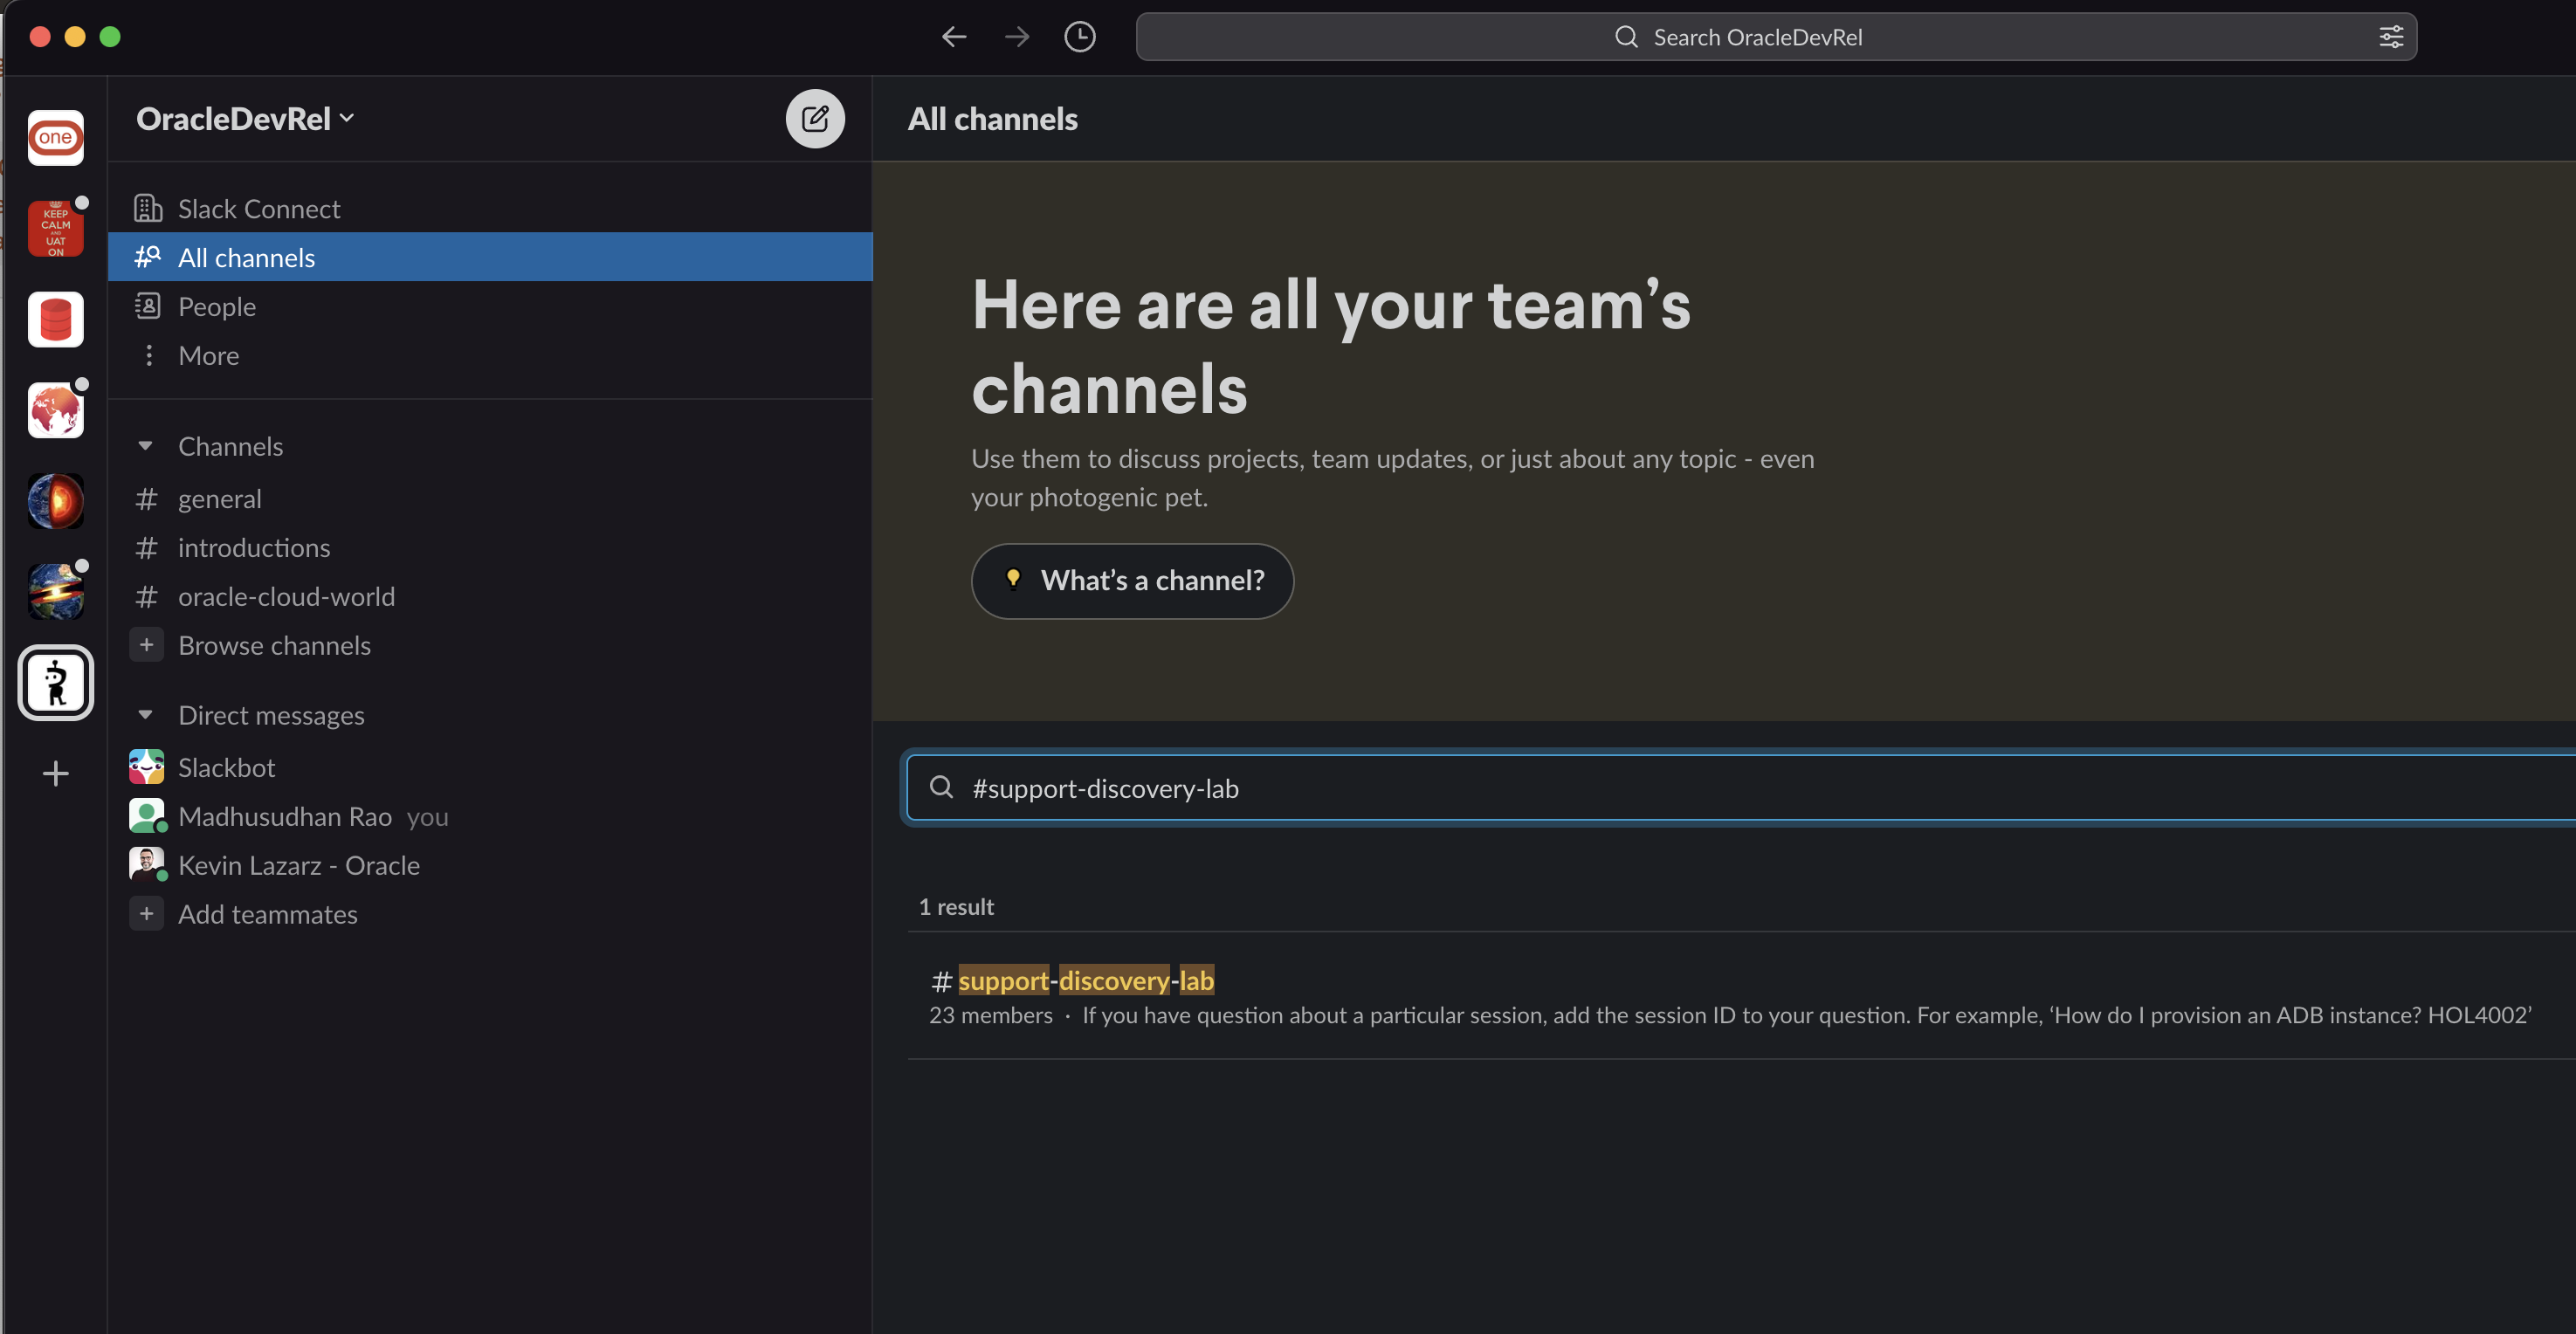 Search OracleDevRel
one
KEEP
CALM
AND
UAT
ON
OracleDevRel
Slack Connect
All channels
People
More
Channels
# general
# introductions
# oracle-cloud-world
+ Browse channels
Direct messages
Slackbot
Madhusudhan Rao you
Kevin Lazarz - Oracle
+ Add teammates
All channels
Here are all your team’s
channels
Use them to discuss projects, team updates, or just about any topic - even
your photogenic pet.
What’s a channel?
#support-discovery-lab
1 result
# support-discovery-lab
23 members · If you have question about a particular session, add the session ID to your question. For example, ‘How do I provision an ADB instance? HOL4002’